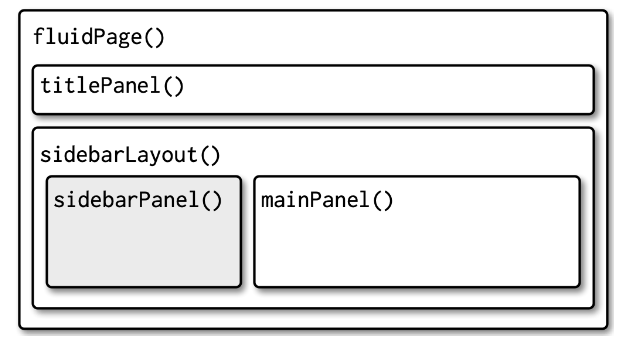 fluidPage()
titlePanel()
sidebarLayout()
sidebarPanel()
mainPanel()